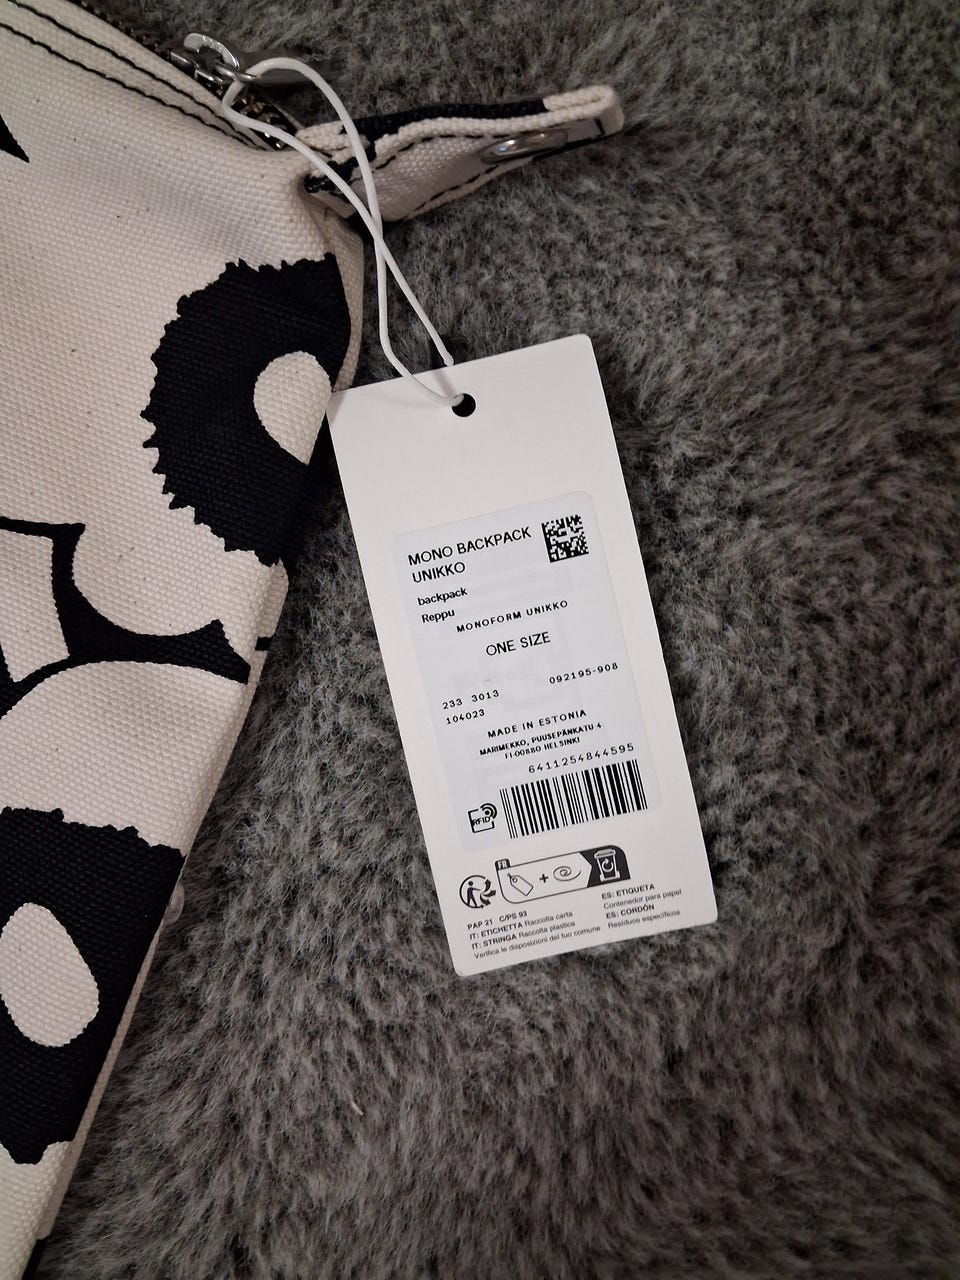 MONO BACKPACK
UNIKKO
backpack
Reppu
MONOFORM UNIKKO
ONE SIZE
233 3013 092195-908
104023
MADE IN ESTONIA
MARIMEKKO, PUUSEPÄNKATU 4
FI-00880 HELSINKI
6411254844595
RFID
FR
PAP 21 C/PS 93
IT: ETICHETTA Raccolta carta
IT: STRINGA Raccolta plastica
Verifica le disposizioni del tuo comune
ES: ETIQUETA
Contenedor para papel
ES: CORDÓN
Residuos específicos